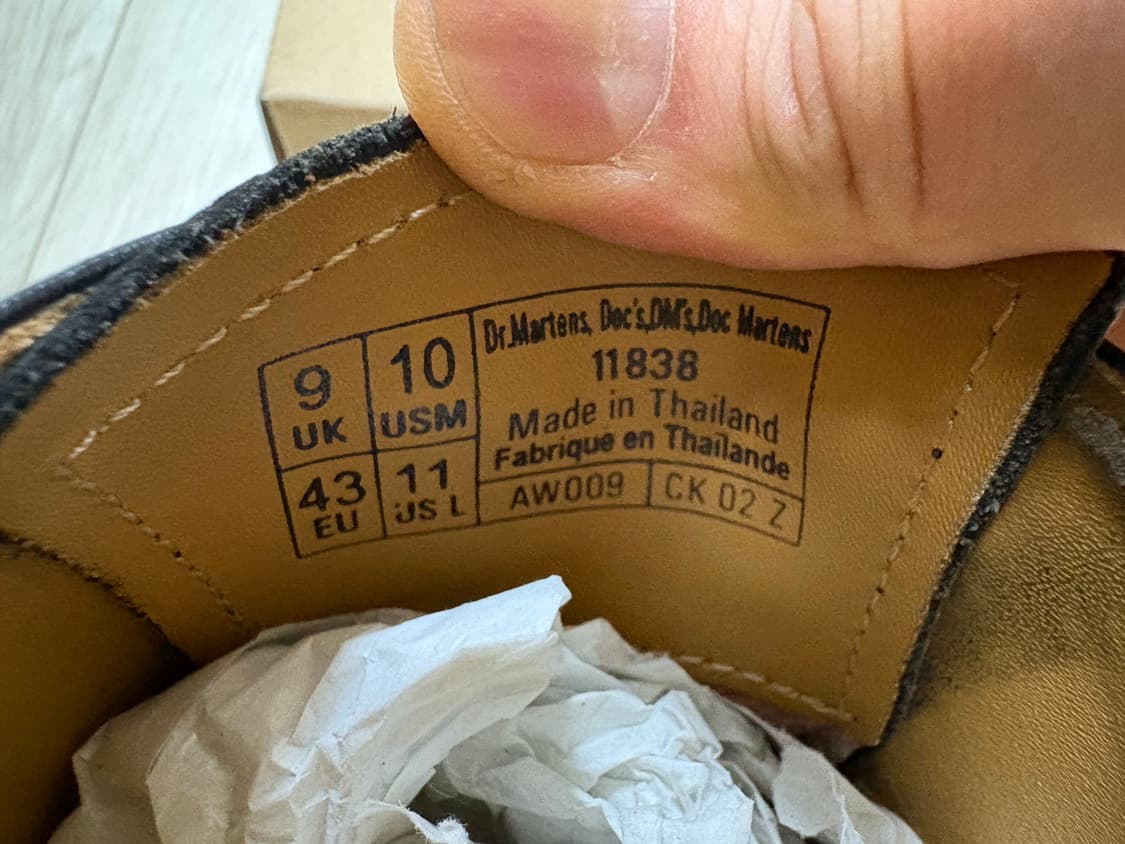 9
UK
10
USM
43
EU
11
US L
Dr.Martens, Doc's,DM's,Doc Martens
11838
Made in Thailand
Fabrique en Thaïlande
AW009
CK 02 Z